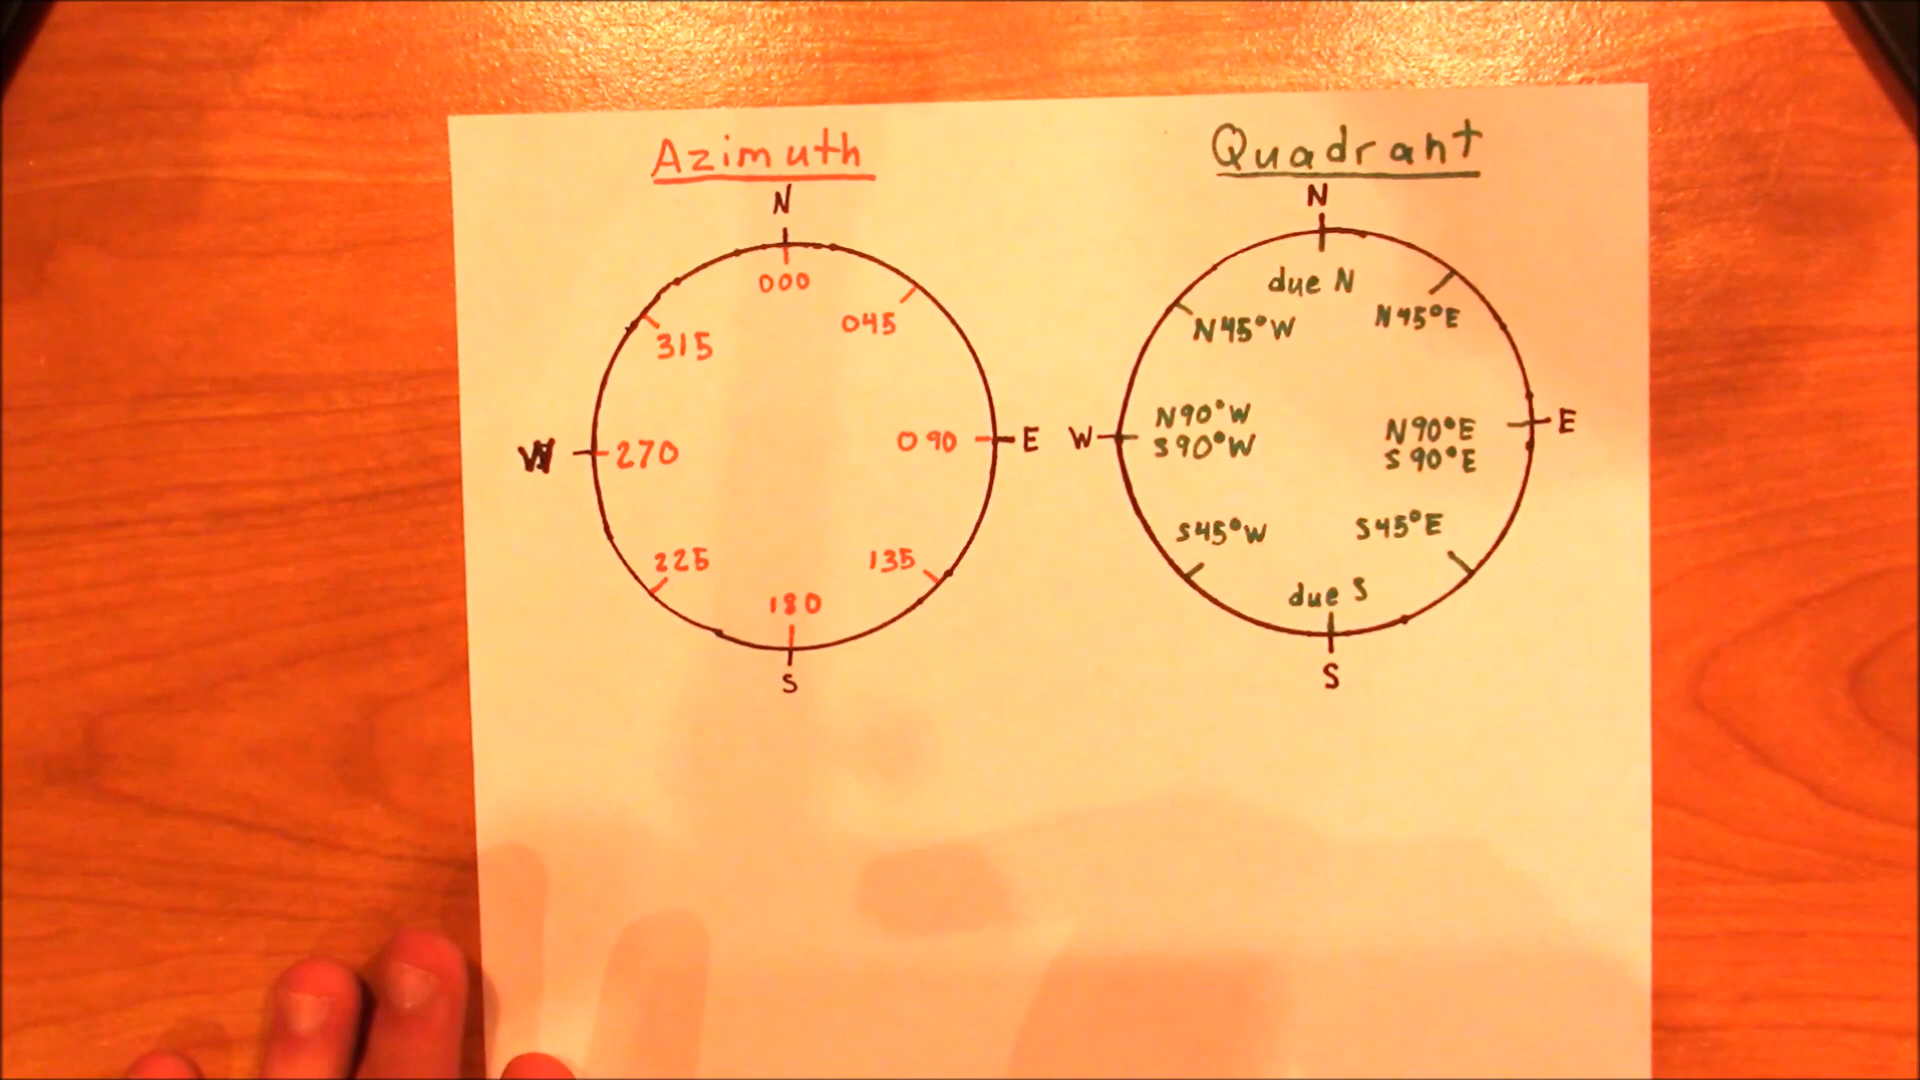 Azimuth
N
000
045
315
W
270
090
E
225
135
180
S
Quadrant
N
due N
N45°W
N45°E
W
N90°W
S90°W
N90°E
S90°E
E
S45°W
S45°E
due S
S